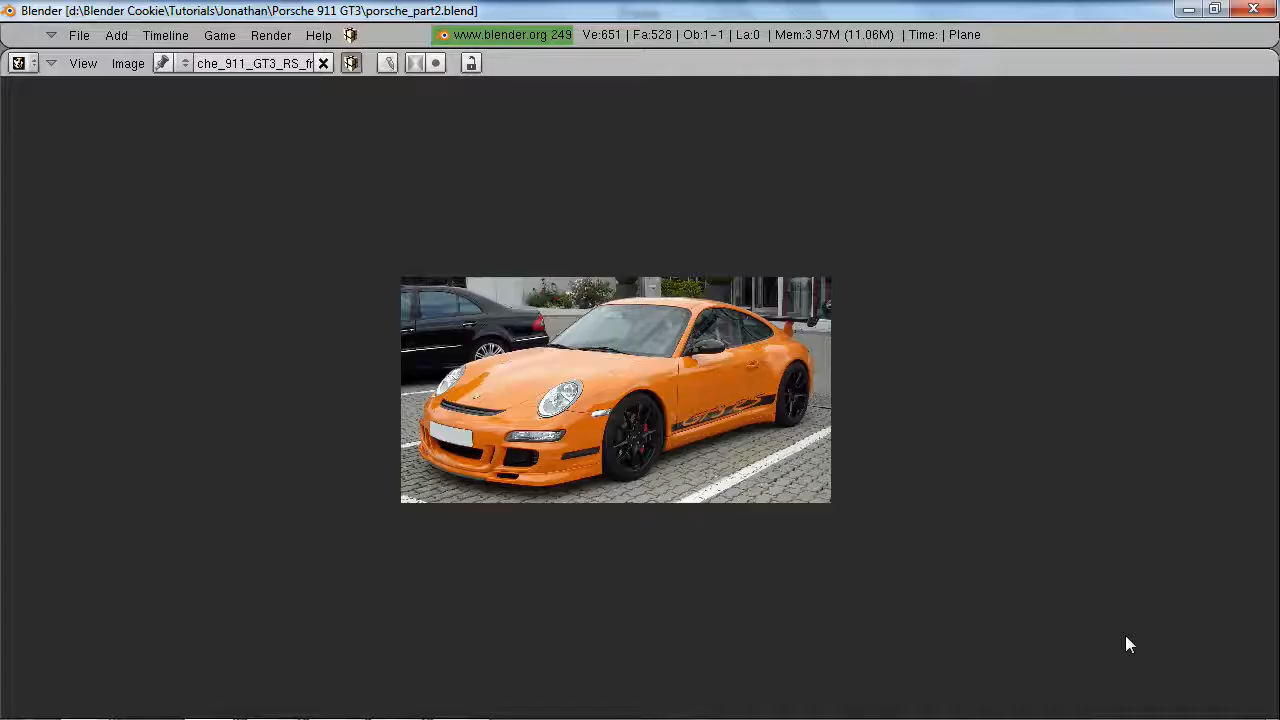 Blender [d:\Blender Cookie\Tutorials\Jonathan\Porsche 911 GT3\porsche_part2.blend]
File Add Timeline Game Render Help www.blender.org 249 Ve:651 | Fa:528 | Ob:1-1 | La:0 | Mem:3.97M (11.06M) | Time: | Plane
View Image che_911_GT3_RS_fr